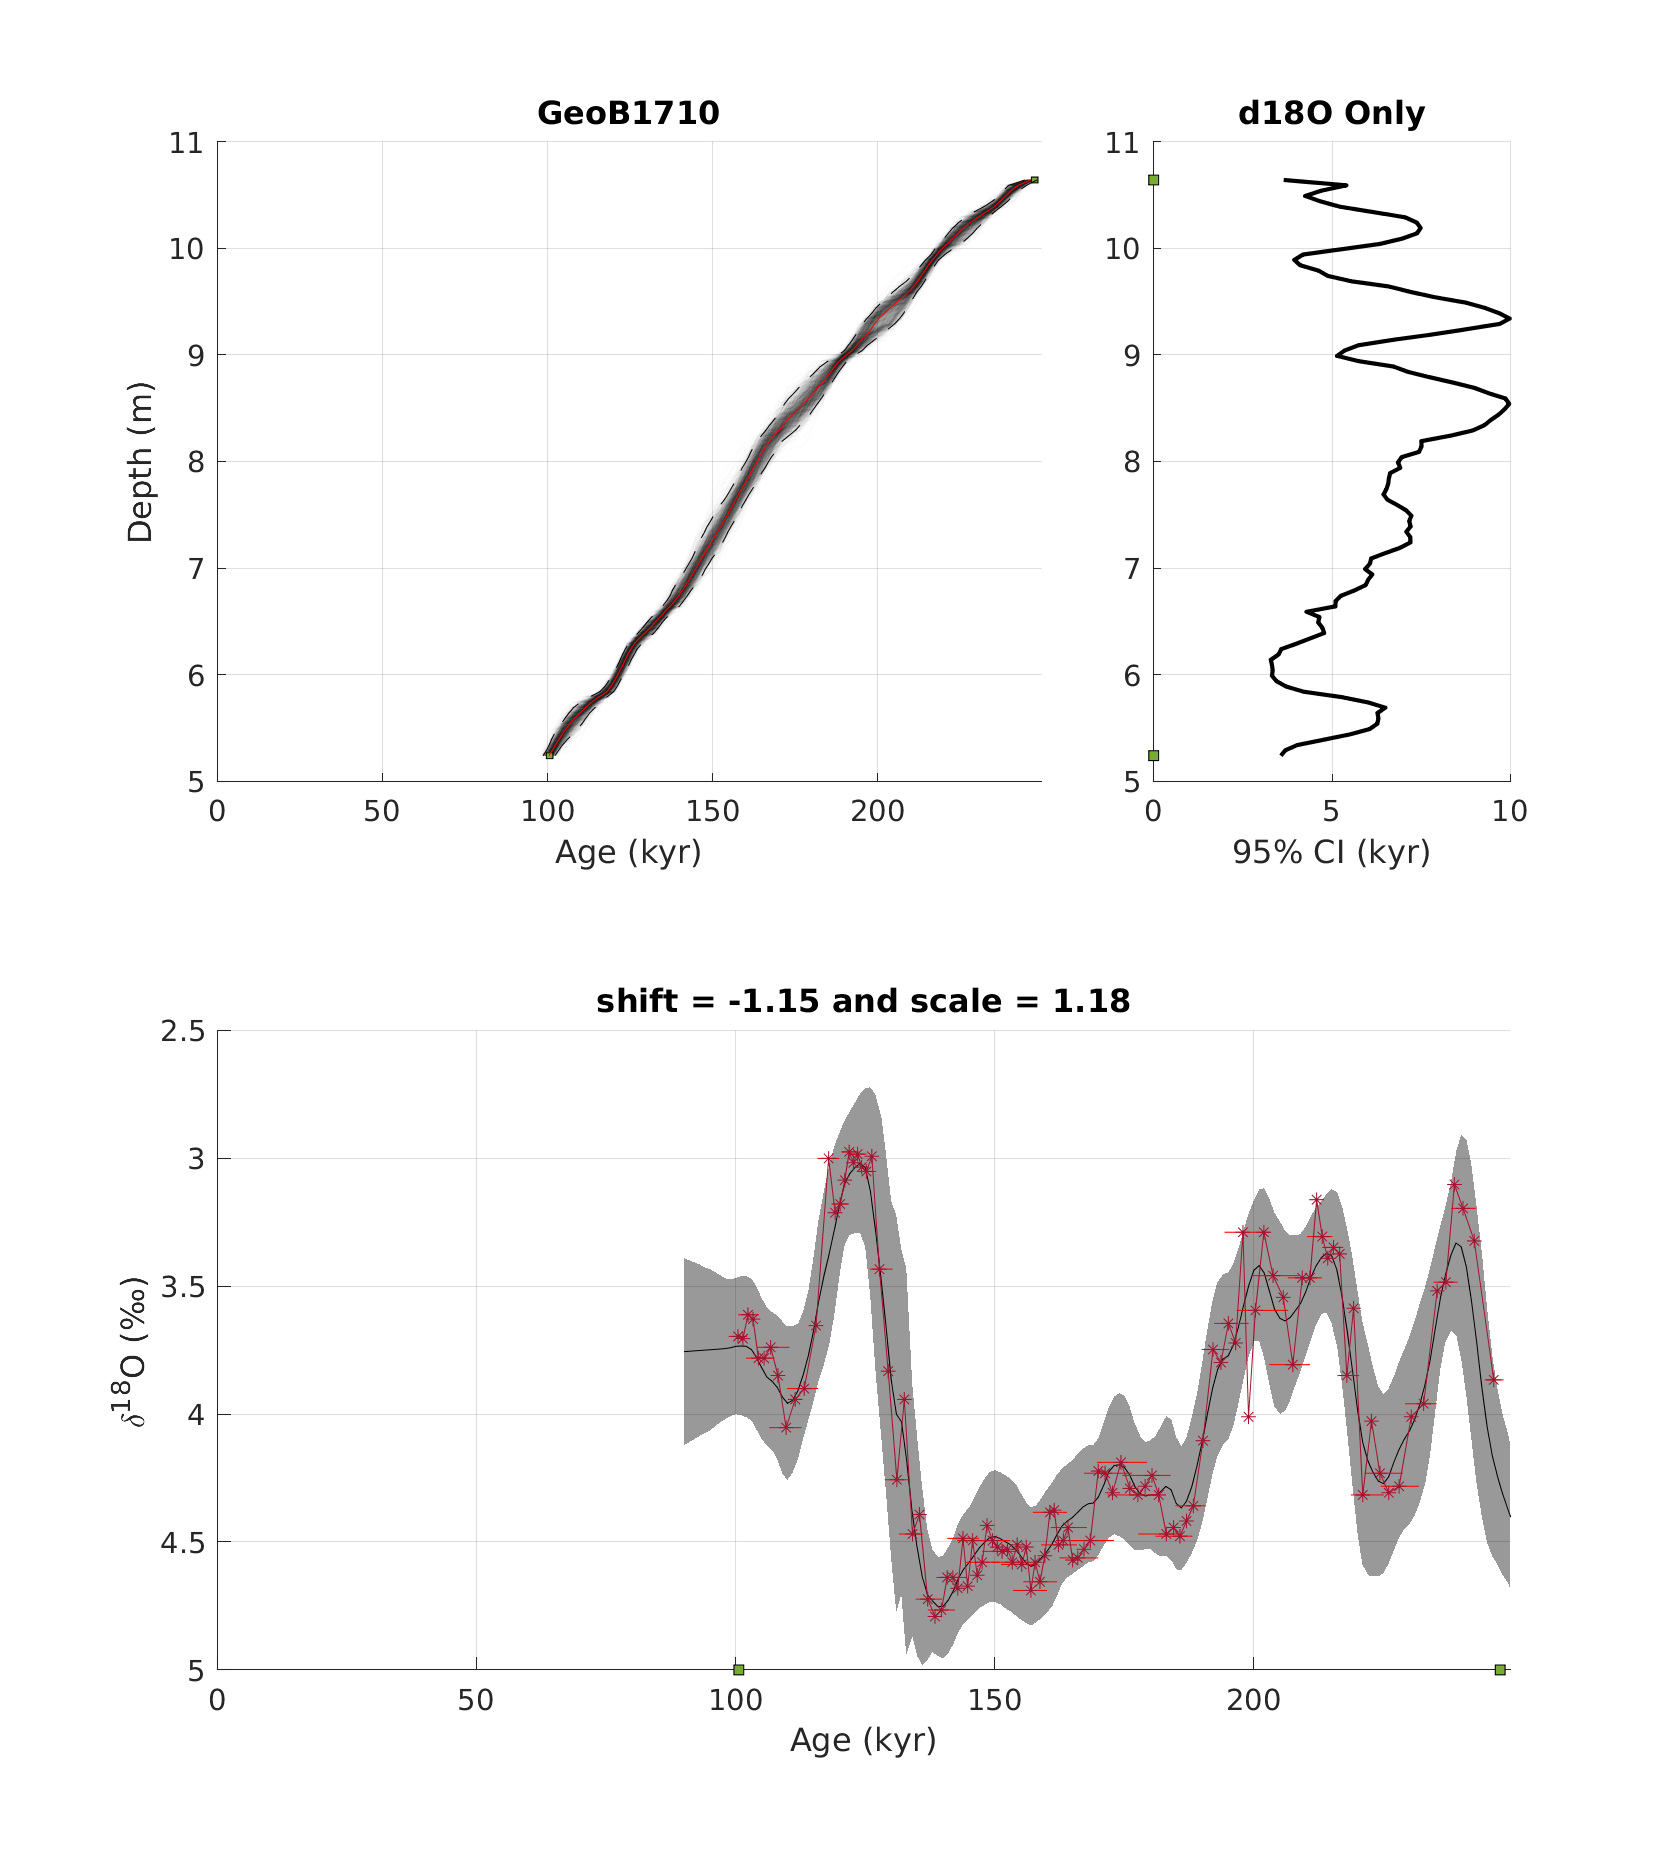 GeoB1710
11
10
9
8
7
6
5
Depth (m)
0 50 100 150 200
Age (kyr)
d18O Only
11
10
9
8
7
6
5
0 5 10
95% CI (kyr)
shift = -1.15 and scale = 1.18
2.5
3
3.5
4
4.5
5
δ¹⁸O (‰)
0 50 100 150 200
Age (kyr)